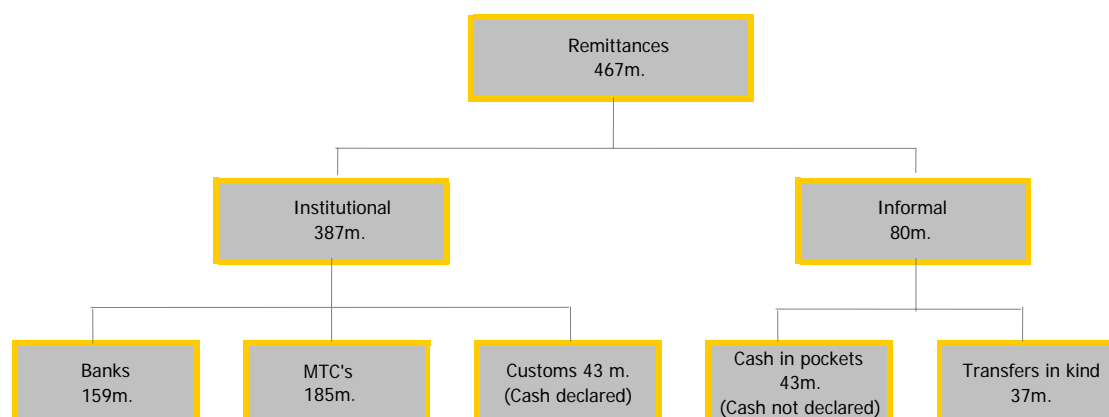 Remittances
467m.
Institutional
387m.
Informal
80m.
Banks
159m.
MTC's
185m.
Customs 43 m.
(Cash declared)
Cash in pockets
43m.
(Cash not declared)
Transfers in kind
37m.